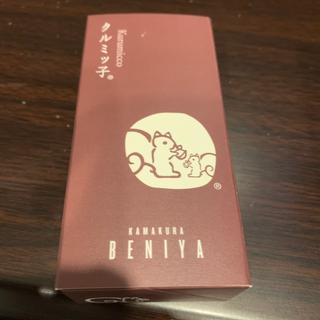 クルミッ子®
Kurumicco
®
KAMAKURA
BENIYA